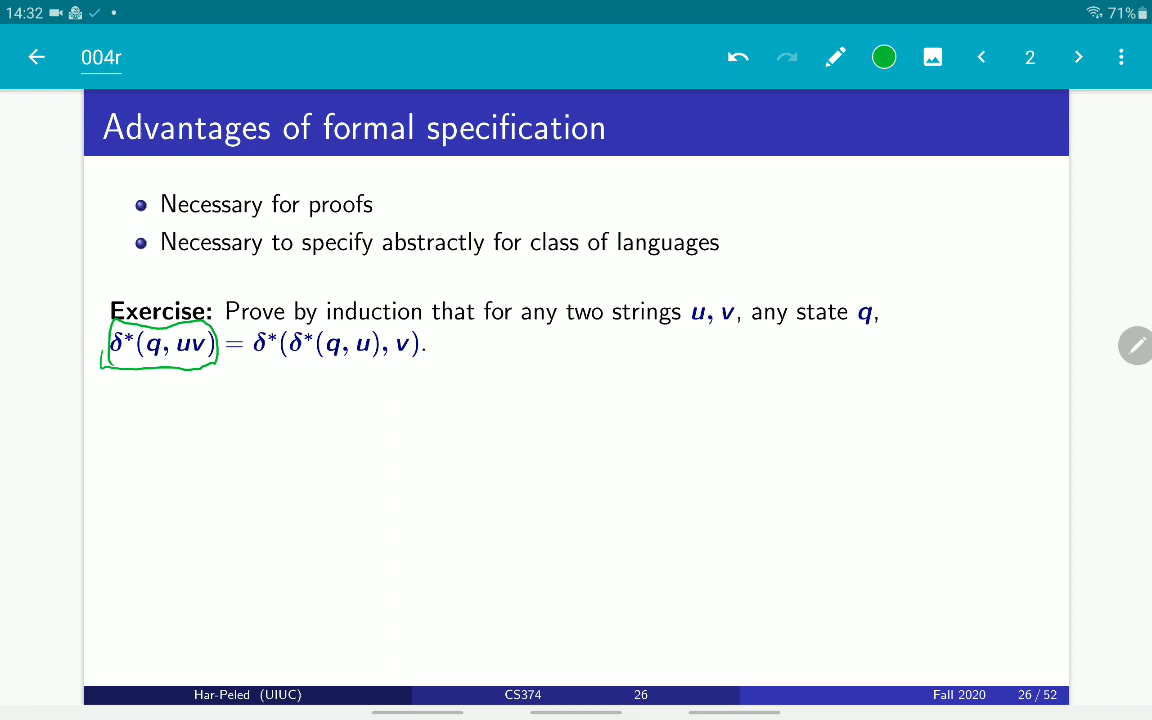 14:32 71%
004r 2
Advantages of formal specification
Necessary for proofs
Necessary to specify abstractly for class of languages
Exercise: Prove by induction that for any two strings u, v, any state q,
δ*(q, uv) = δ*(δ*(q, u), v).
Har-Peled (UIUC) CS374 26 Fall 2020 26 / 52